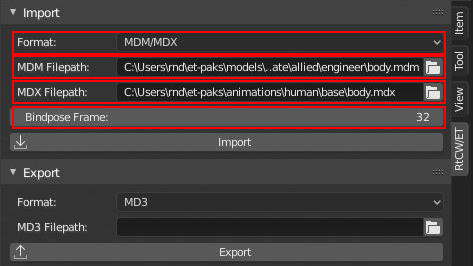 Import
Format: MDM/MDX
MDM Filepath: C:\Users\rnd\et-paks\models\..ate\allied\engineer\body.mdm
MDX Filepath: C:\Users\rnd\et-paks\animations\human\base\body.mdx
Bindpose Frame: 32
Import
Export
Format: MD3
MD3 Filepath:
Export
Item
Tool
View
RtCW/ET